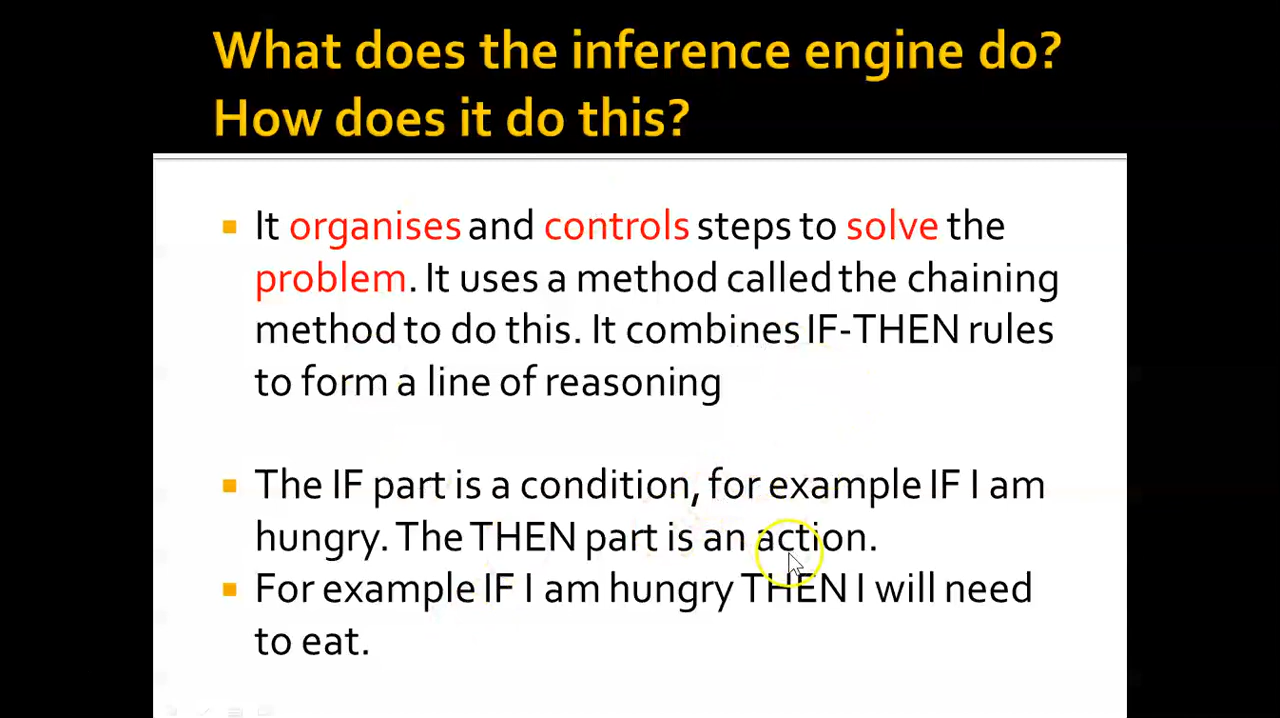 What does the inference engine do?
How does it do this?
It organises and controls steps to solve the
problem. It uses a method called the chaining
method to do this. It combines IF-THEN rules
to form a line of reasoning
The IF part is a condition, for example IF I am
hungry. The THEN part is an action.
For example IF I am hungry THEN I will need
to eat.